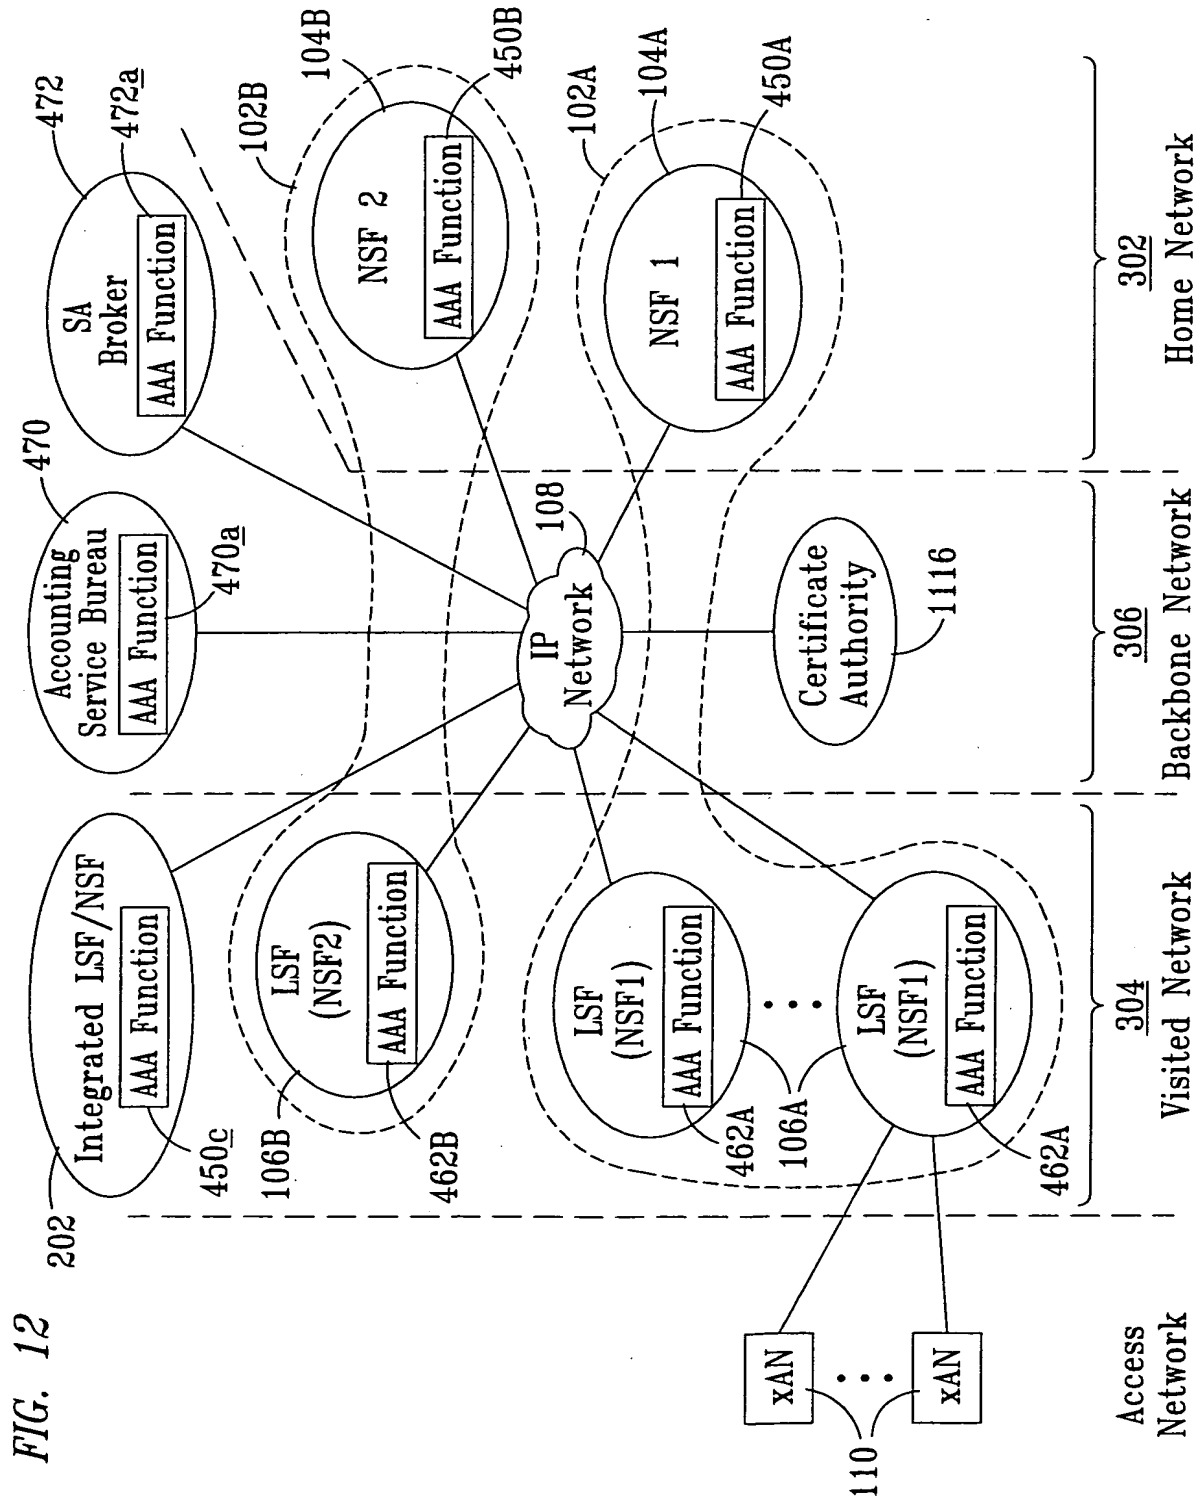 FIG. 12
202
Integrated LSF/NSF
AAA Function
450c
Accounting
Service Bureau
AAA Function
470
470a
SA
Broker
AAA Function
472
472a
106B
LSF
(NSF2)
AAA Function
462B
102B
NSF 2
AAA Function
104B
450B
IP
Network
108
LSF
(NSF1)
AAA Function
462A
106A
LSF
(NSF1)
AAA Function
462A
102A
NSF 1
AAA Function
104A
450A
Certificate
Authority
1116
xAN
110
xAN
Access
Network
304
Visited Network
306
Backbone Network
302
Home Network